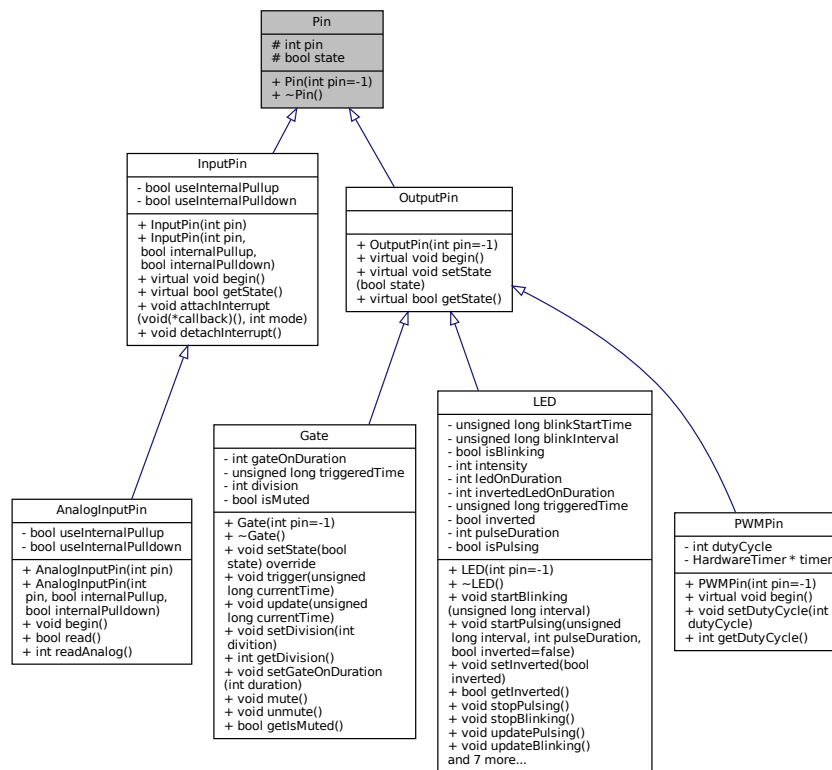 Pin
# int pin
# bool state
+ Pin(int pin=-1)
+ ~Pin()
InputPin
- bool useInternalPullup
- bool useInternalPulldown
+ InputPin(int pin)
+ InputPin(int pin,
bool internalPullup,
bool internalPulldown)
+ virtual void begin()
+ virtual bool getState()
+ void attachInterrupt
(void(*callback)(), int mode)
+ void detachInterrupt()
OutputPin
+ OutputPin(int pin=-1)
+ virtual void begin()
+ virtual void setState
(bool state)
+ virtual bool getState()
AnalogInputPin
- bool useInternalPullup
- bool useInternalPulldown
+ AnalogInputPin(int pin)
+ AnalogInputPin(int
pin, bool internalPullup,
bool internalPulldown)
+ void begin()
+ bool read()
+ int readAnalog()
Gate
- int gateOnDuration
- unsigned long triggeredTime
- int division
- bool isMuted
+ Gate(int pin=-1)
+ ~Gate()
+ void setState(bool
state) override
+ void trigger(unsigned
long currentTime)
+ void update(unsigned
long currentTime)
+ void setDivision(int
divition)
+ int getDivision()
+ void setGateOnDuration
(int duration)
+ void mute()
+ void unmute()
+ bool getIsMuted()
LED
- unsigned long blinkStartTime
- unsigned long blinkInterval
- bool isBlinking
- int intensity
- int ledOnDuration
- int invertedLedOnDuration
- unsigned long triggeredTime
- bool inverted
- int pulseDuration
- bool isPulsing
+ LED(int pin=-1)
+ ~LED()
+ void startBlinking
(unsigned long interval)
+ void startPulsing(unsigned
long interval, int pulseDuration,
bool inverted=false)
+ void setInverted(bool
inverted)
+ bool getInverted()
+ void stopPulsing()
+ void stopBlinking()
+ void updatePulsing()
+ void updateBlinking()
and 7 more...
PWMPin
- int dutyCycle
- HardwareTimer * timer
+ PWMPin(int pin=-1)
+ virtual void begin()
+ void setDutyCycle(int
dutyCycle)
+ int getDutyCycle()